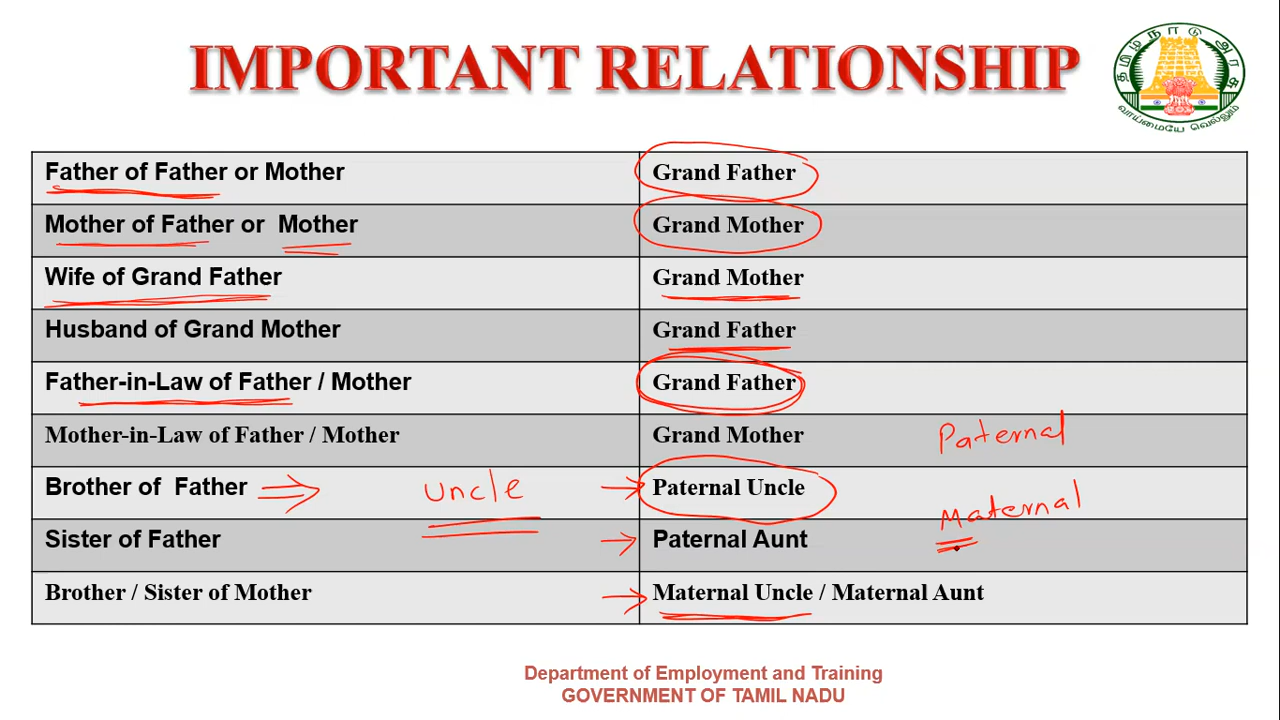 IMPORTANT RELATIONSHIP
தமிழ்நாடு அரசு
வாய்மையே வெல்லும்
Father of Father or Mother Grand Father
Mother of Father or Mother Grand Mother
Wife of Grand Father Grand Mother
Husband of Grand Mother Grand Father
Father-in-Law of Father / Mother Grand Father
Mother-in-Law of Father / Mother Grand Mother Paternal
Brother of Father uncle Paternal Uncle
Maternal
Sister of Father Paternal Aunt
Brother / Sister of Mother Maternal Uncle / Maternal Aunt
Department of Employment and Training
GOVERNMENT OF TAMIL NADU